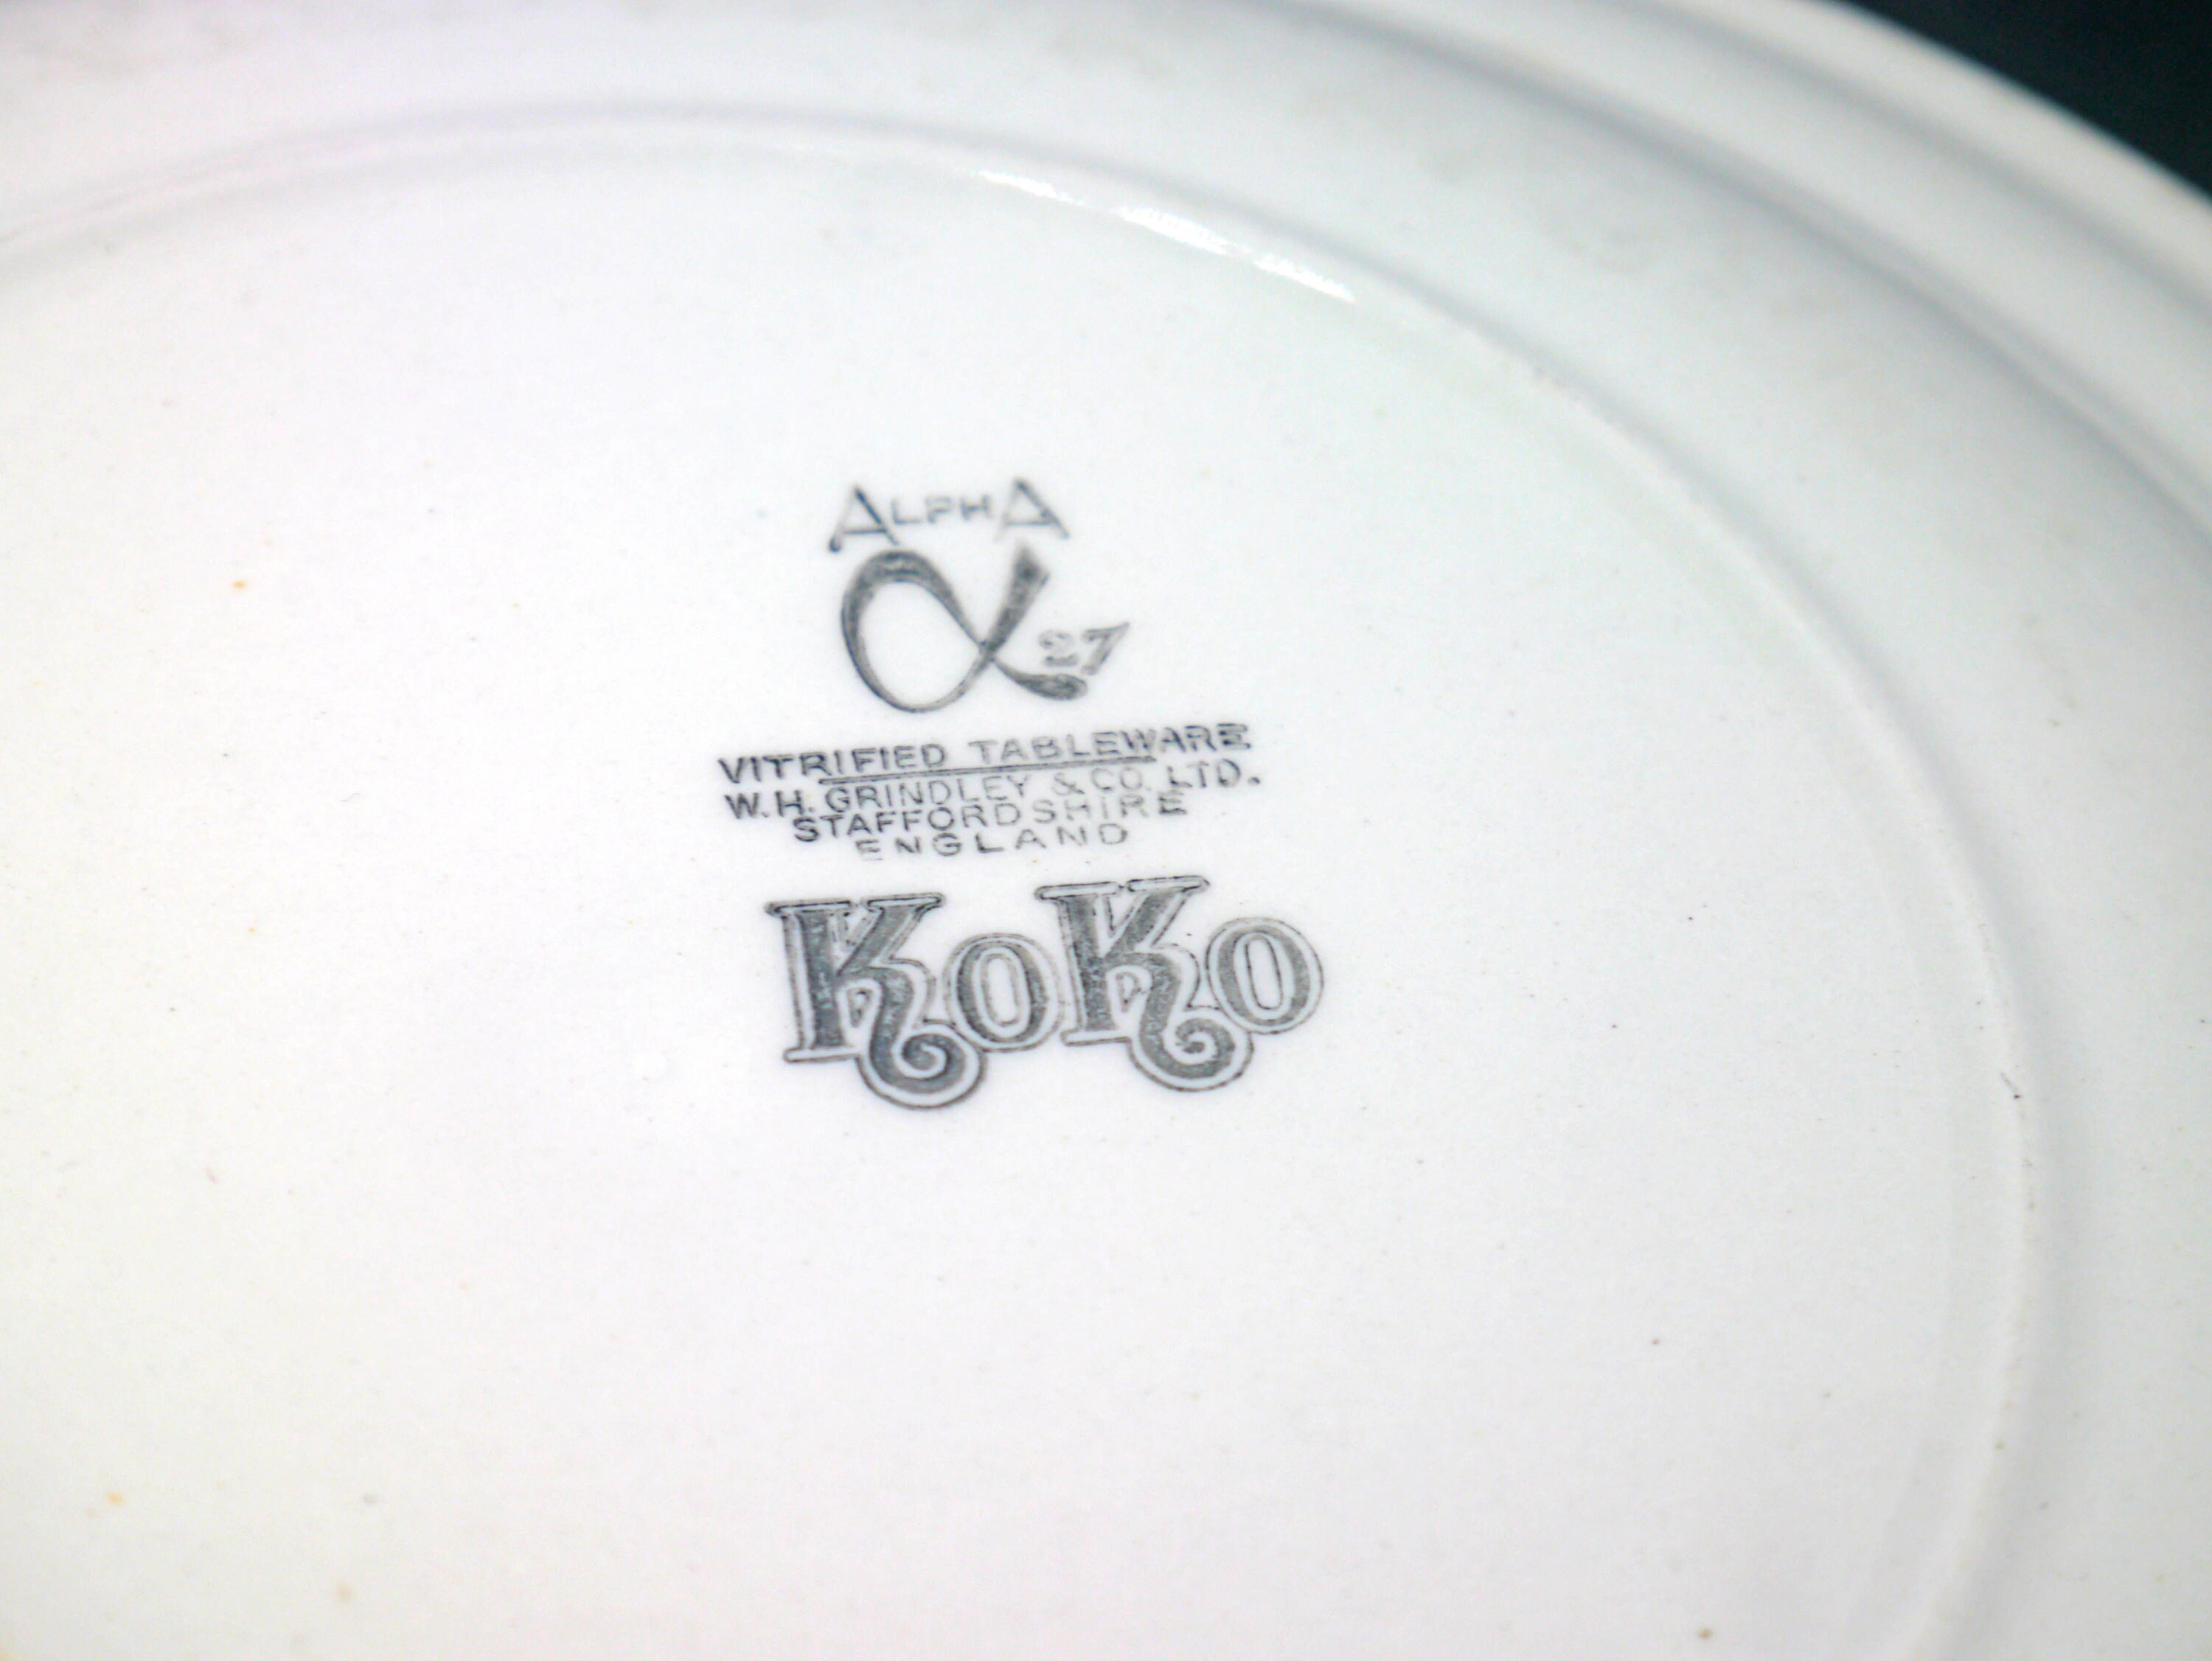 ALPHA
α 27
VITRIFIED TABLEWARE
W.H. GRINDLEY & CO. LTD.
STAFFORDSHIRE
ENGLAND
KoKo